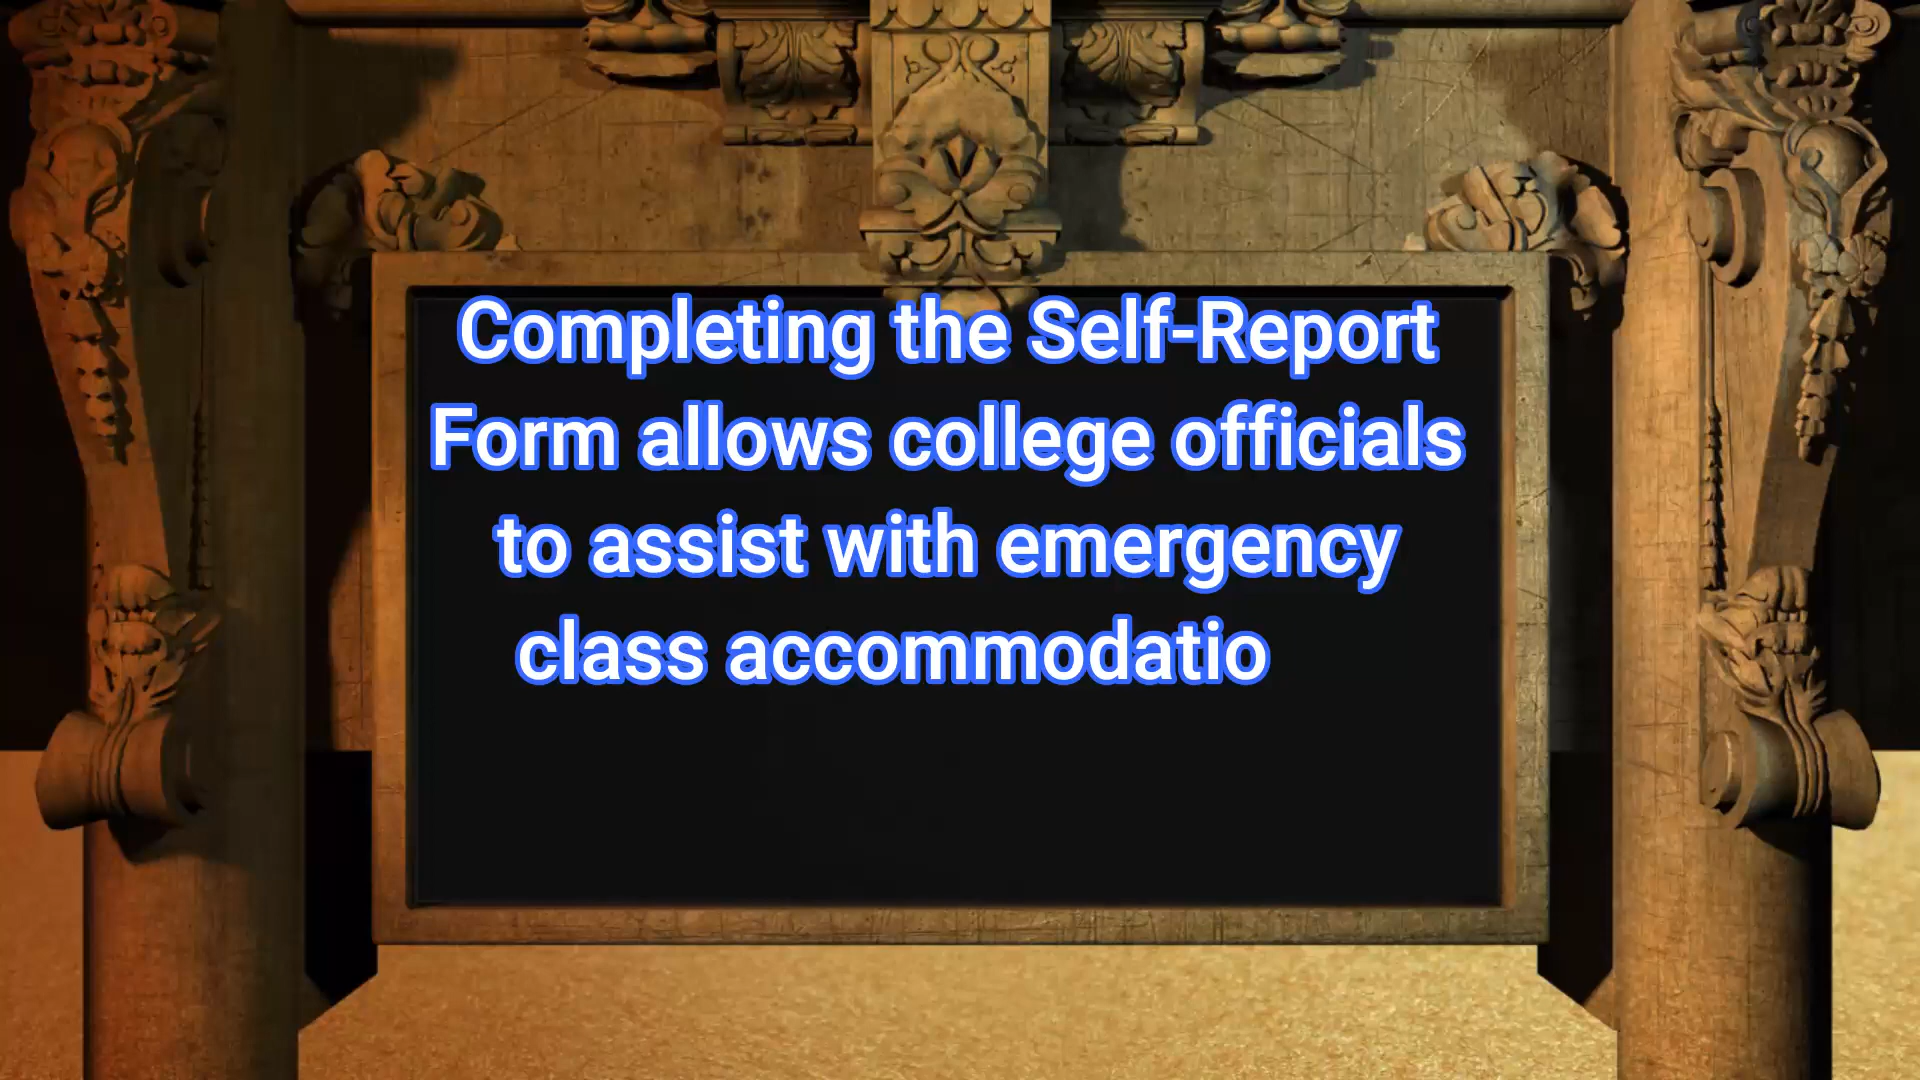 Completing the Self-Report
Form allows college officials
to assist with emergency
class accommodatio